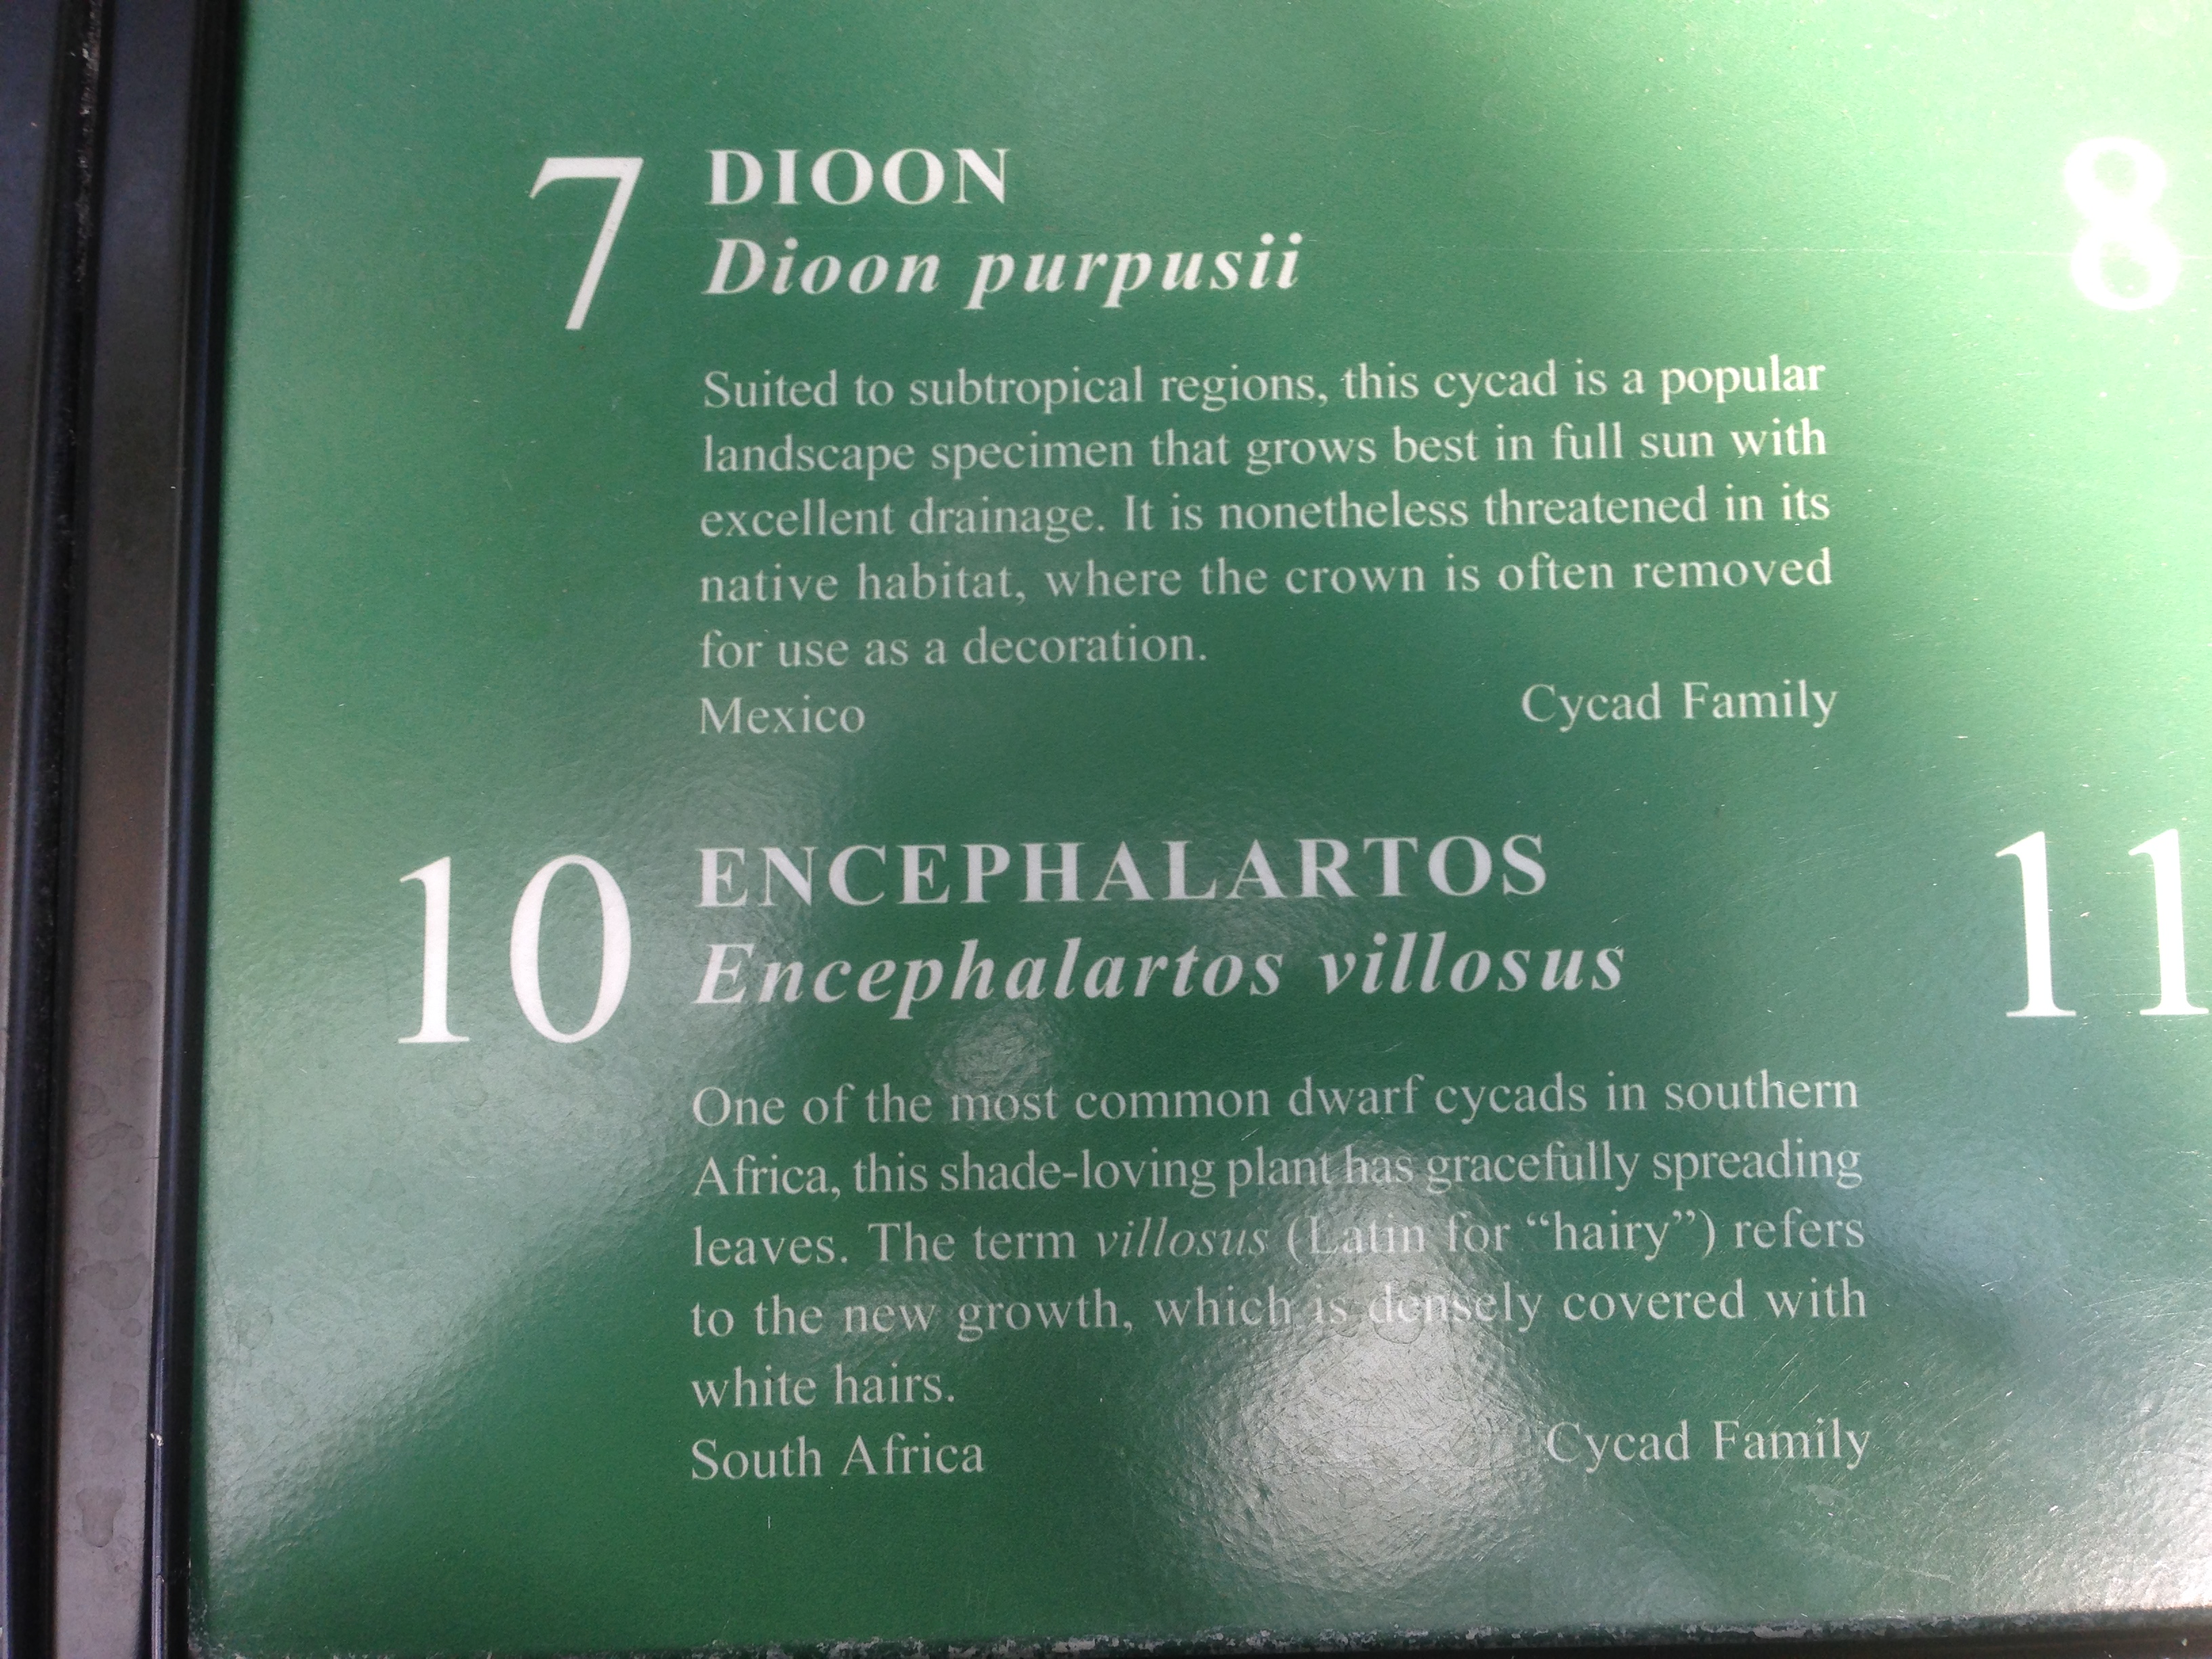 7
DIOON
Dioon purpusii
Suited to subtropical regions, this cycad is a popular
landscape specimen that grows best in full sun with
excellent drainage. It is nonetheless threatened in its
native habitat, where the crown is often removed
for use as a decoration.
Mexico Cycad Family
8
10
ENCEPHALARTOS
Encephalartos villosus
One of the most common dwarf cycads in southern
Africa, this shade-loving plant has gracefully spreading
leaves. The term villosus (Latin for “hairy”) refers
to the new growth, which is densely covered with
white hairs.
South Africa Cycad Family
11